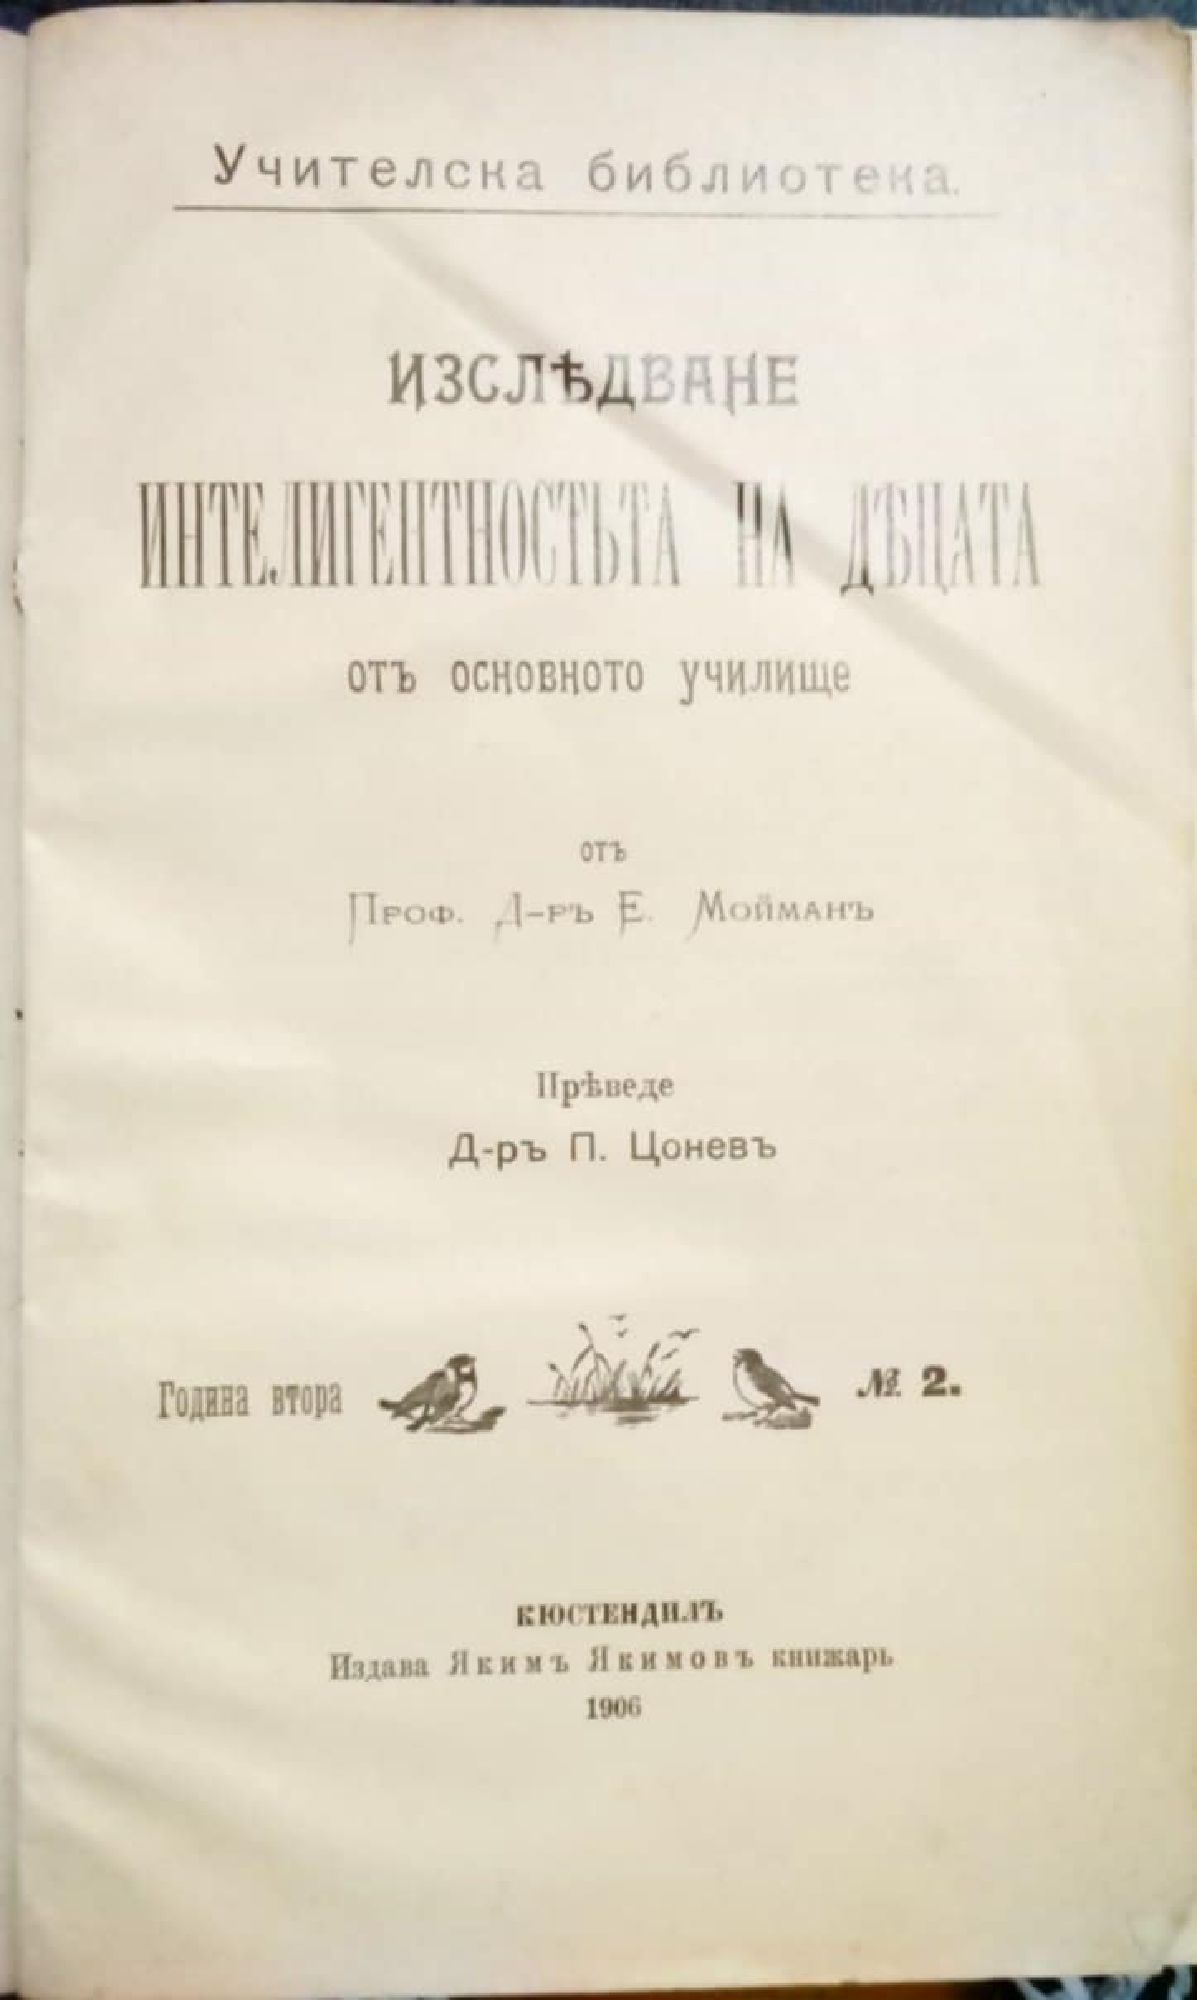 Учителска библиотека.
ИЗСЛѢДВАНЕ
ИНТЕЛИГЕНТНОСТЬТА НА ДѢЦАТА
отъ основното училище
отъ
Проф. Д-ръ Е. Мойманъ
Прѣведе
Д-ръ П. Цоневъ
Година втора № 2.
КЮСТЕНДИЛЪ
Издава Якимъ Якимовъ книжарь
1906